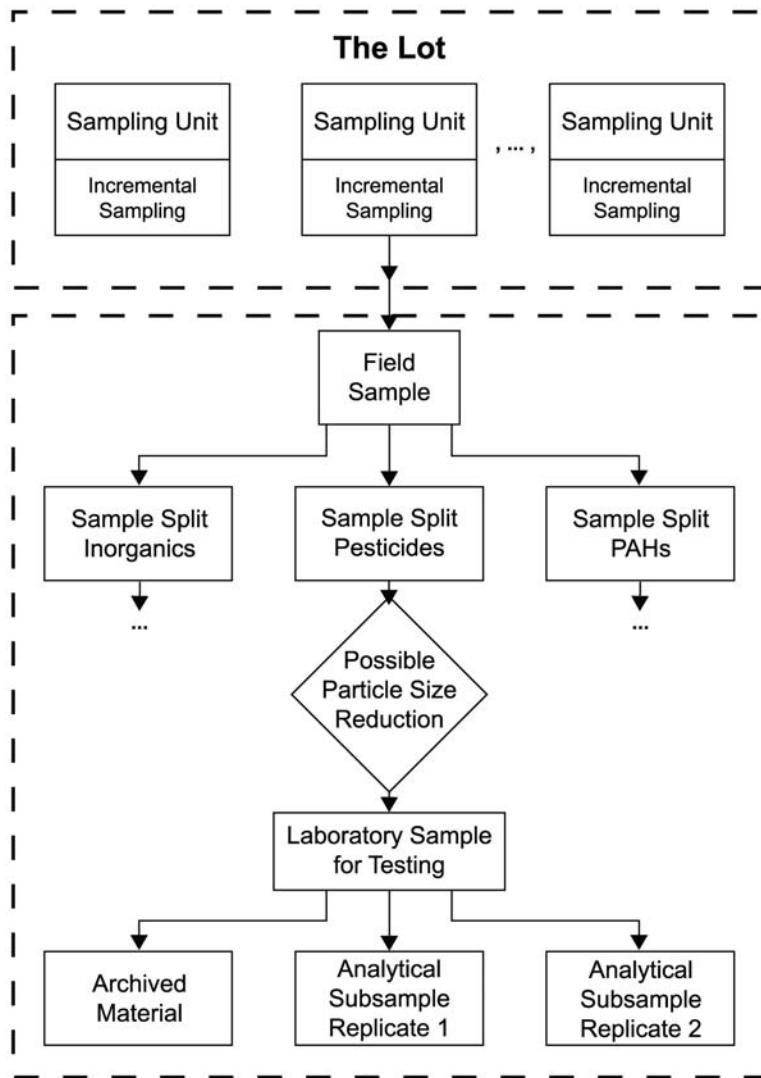 The Lot
Sampling Unit
Incremental
Sampling
Sampling Unit
Incremental
Sampling
, ... ,
Sampling Unit
Incremental
Sampling
Field
Sample
Sample Split
Inorganics
...
Sample Split
Pesticides
Sample Split
PAHs
...
Possible
Particle Size
Reduction
Laboratory Sample
for Testing
Archived
Material
Analytical
Subsample
Replicate 1
Analytical
Subsample
Replicate 2